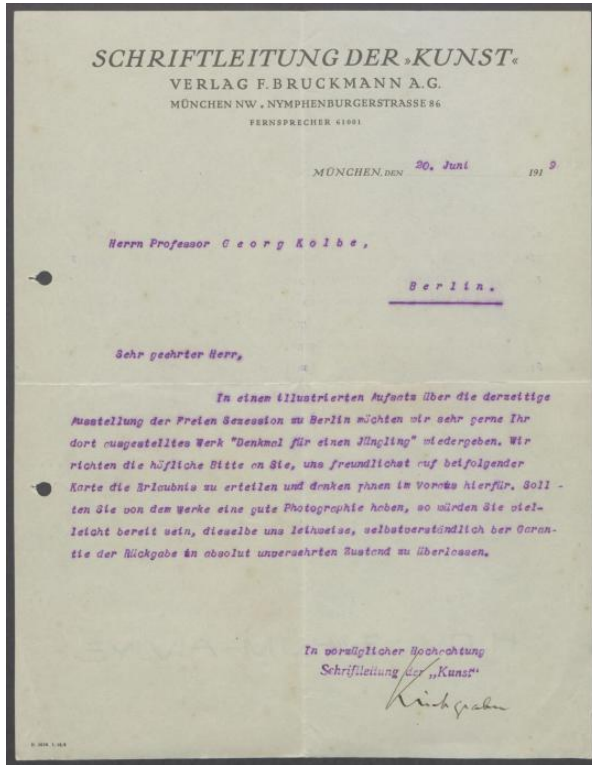 SCHRIFTLEITUNG DER »KUNST«
VERLAG F. BRUCKMANN A.G.
MÜNCHEN NW. NYMPHENBURGERSTRASSE 86
FERNSPRECHER 61001
MÜNCHEN, DEN 20. Juni 1919
Herrn Professor Georg Kolbe,
Berlin.
Sehr geehrter Herr,
In einem illustrierten Aufsatz über die derzeitige
Ausstellung der Freien Sezession zu Berlin möchten wir sehr gerne Ihr
dort ausgestelltes Werk "Denkmal für einen Jüngling" wiedergeben. Wir
richten die höfliche Bitte an Sie, uns freundlichst auf beifolgender
Karte die Erlaubnis zu erteilen und danken Ihnen im Voraus hierfür. Soll -
ten Sie von dem Werke eine gute Photographie haben, so würden Sie viel-
leicht bereit sein, dieselbe uns leihweise, selbstverständlich ber Garan-
tie der Rückgabe in absolut unversehrten Zustand zu überlassen.
In vorzüglicher Hochachtung
Schriftleitung der „Kunst"